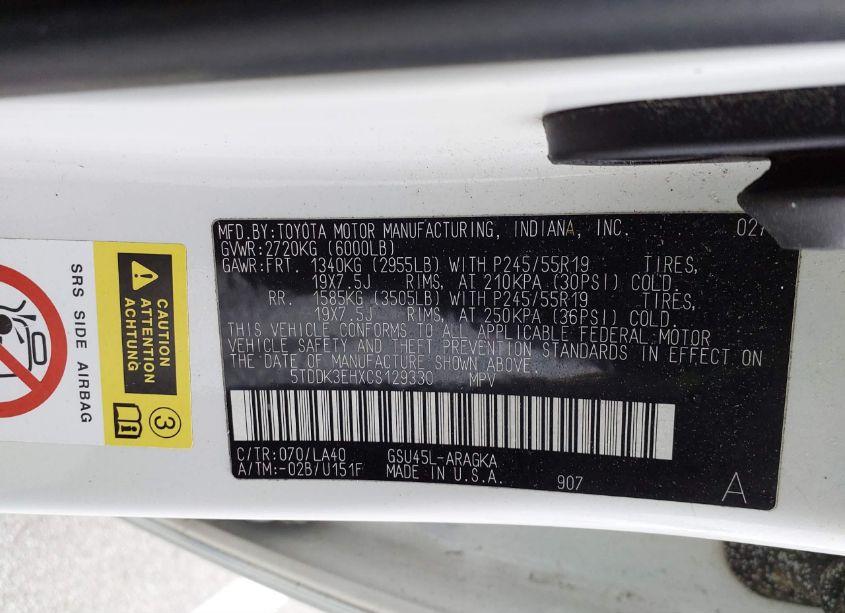 MFD.BY:TOYOTA MOTOR MANUFACTURING, INDIANA, INC. 02/
GVWR:2720KG (6000LB)
GAWR:FRT. 1340KG (2955LB) WITH P245/55R19 TIRES,
19X7.5J RIMS, AT 210KPA (30PSI) COLD.
RR. 1585KG (3505LB) WITH P245/55R19 TIRES,
19X7.5J RIMS, AT 250KPA (36PSI) COLD.
THIS VEHICLE CONFORMS TO ALL APPLICABLE FEDERAL MOTOR
VEHICLE SAFETY AND THEFT PREVENTION STANDARDS IN EFFECT ON
THE DATE OF MANUFACTURE SHOWN ABOVE.
5TDDK3EHXCS129330 MPV
C/TR:070/LA40 GSU45L-ARAGKA
A/TM:-02B/U151F MADE IN U.S.A.
907 A
SRS SIDE AIRBAG
CAUTION
ATTENTION
ACHTUNG
3